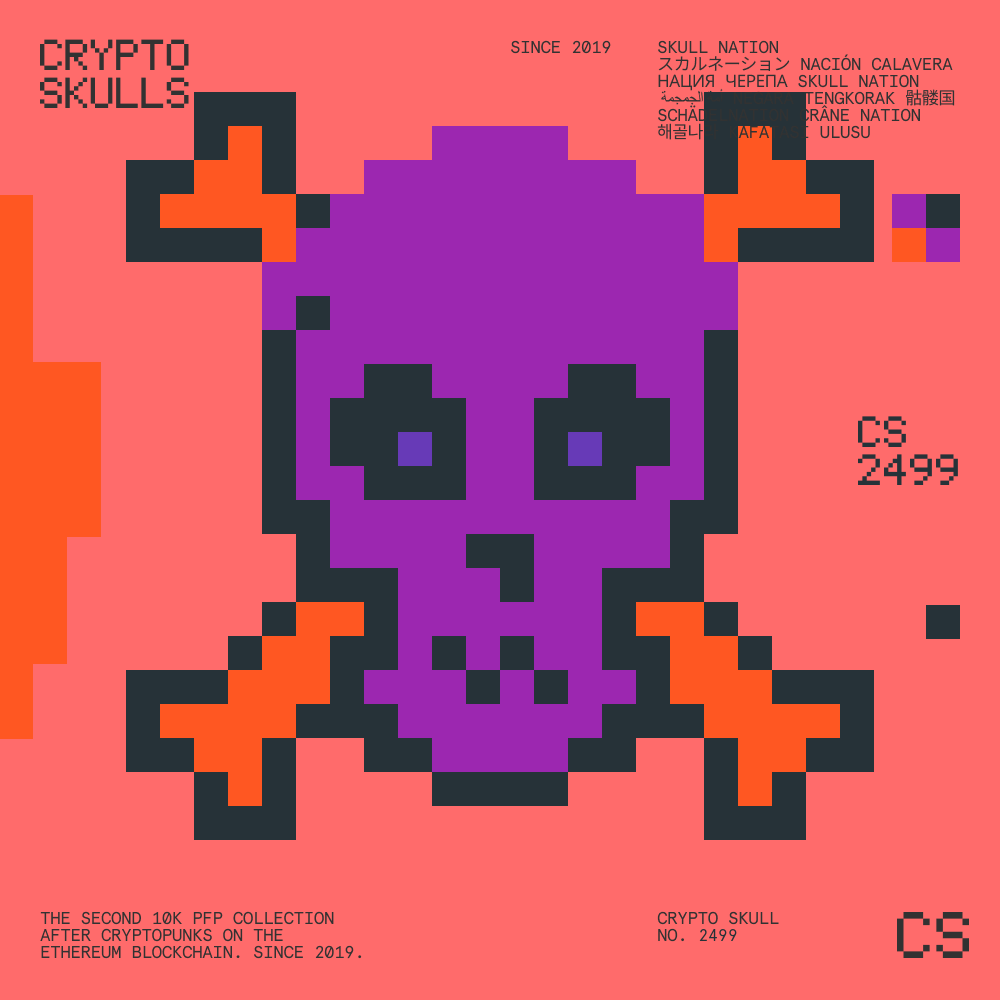 CRYPTO
SKULLS
SINCE 2019
SKULL NATION
スカルネーション NACIÓN CALAVERA
НАЦИЯ ЧЕРЕПА SKULL NATION
TENGKORAK 骷髅国
CRÂNE NATION
해골 ULUSU
CS
2499
THE SECOND 10K PFP COLLECTION
AFTER CRYPTOPUNKS ON THE
ETHEREUM BLOCKCHAIN. SINCE 2019.
CRYPTO SKULL
NO. 2499
CS